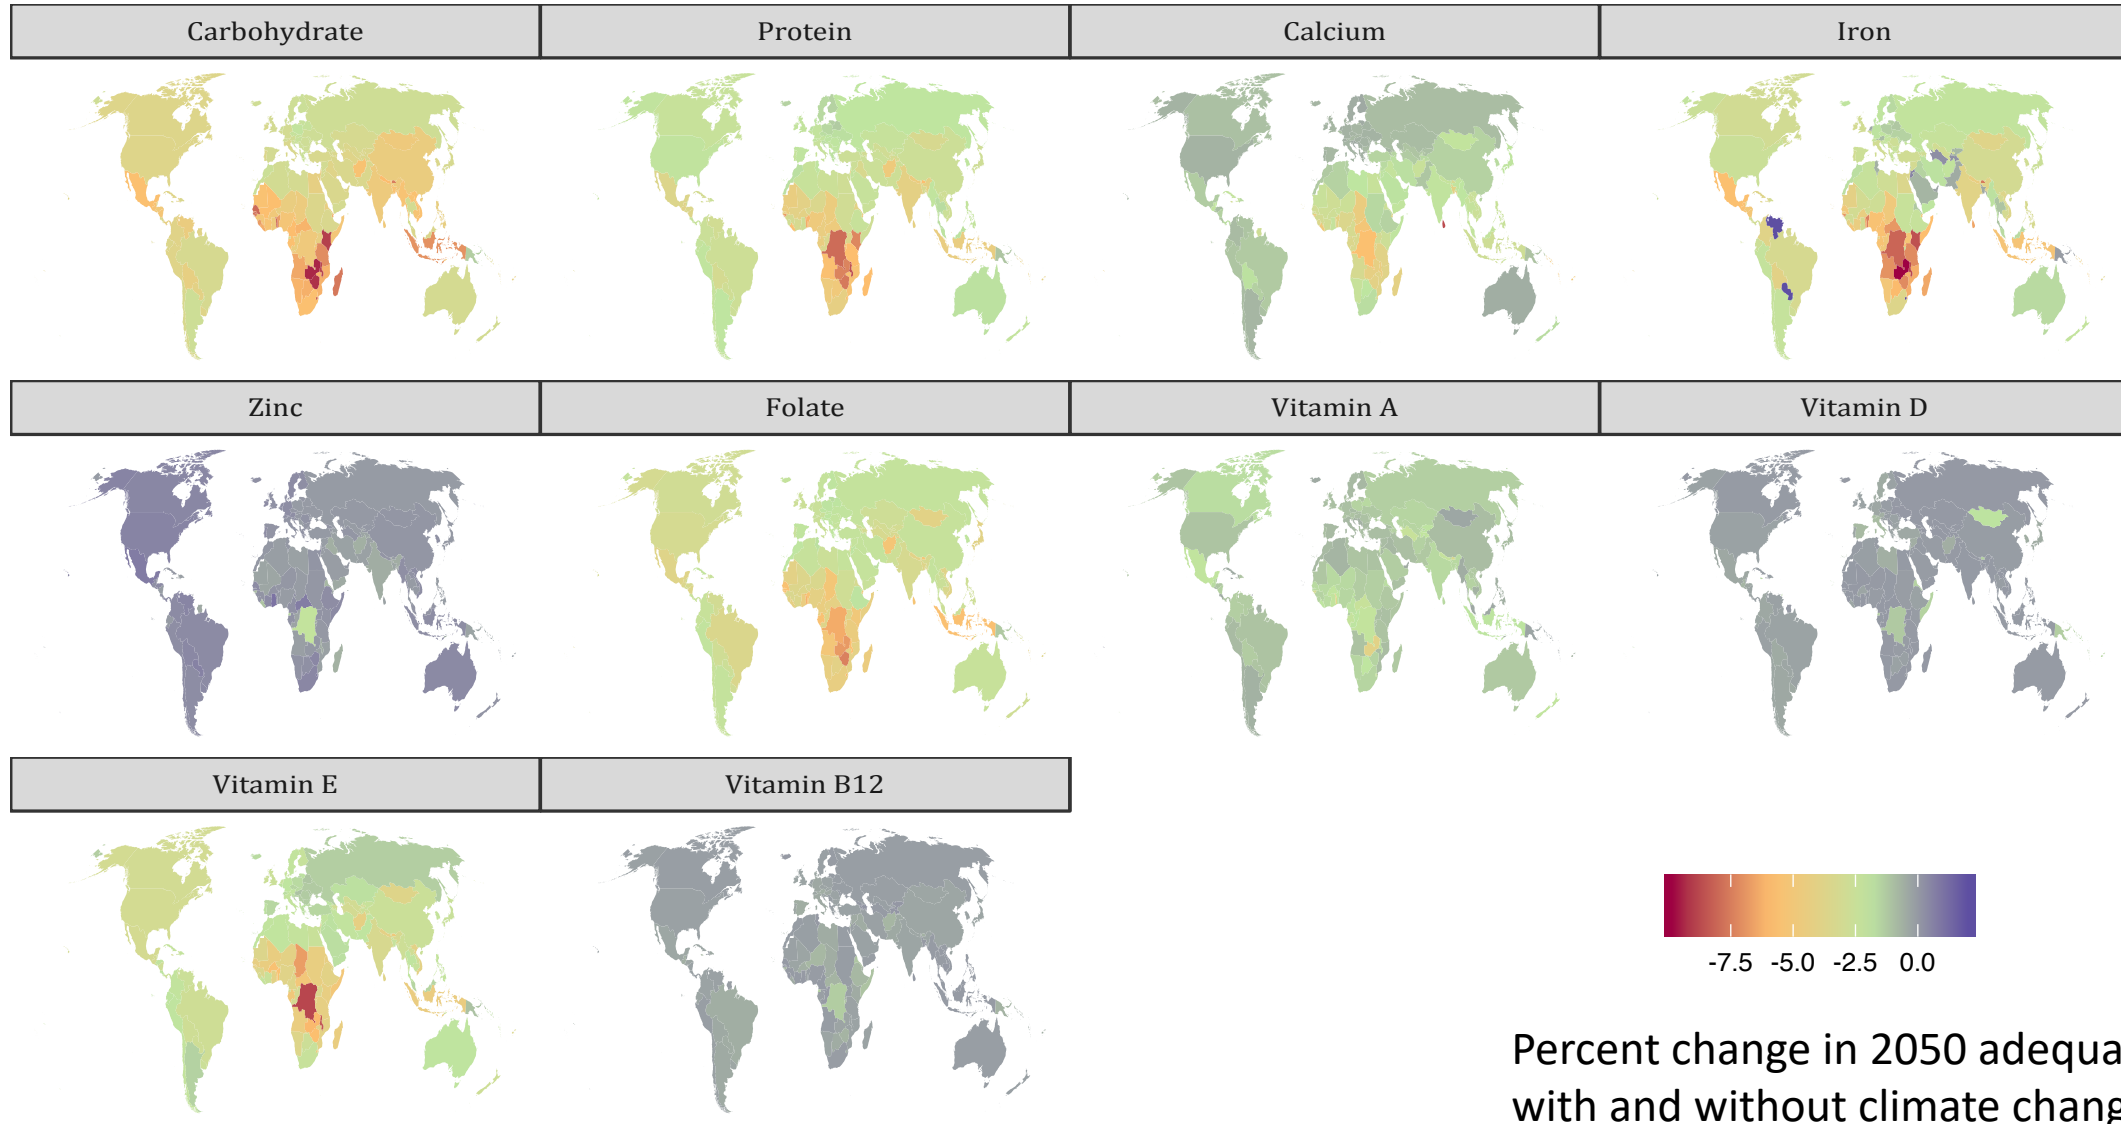 Carbohydrate
Protein
Calcium
Iron
Zinc
Folate
Vitamin A
Vitamin D
Vitamin E
Vitamin B12
-7.5 -5.0 -2.5 0.0
Percent change in 2050 adequa
with and without climate chang